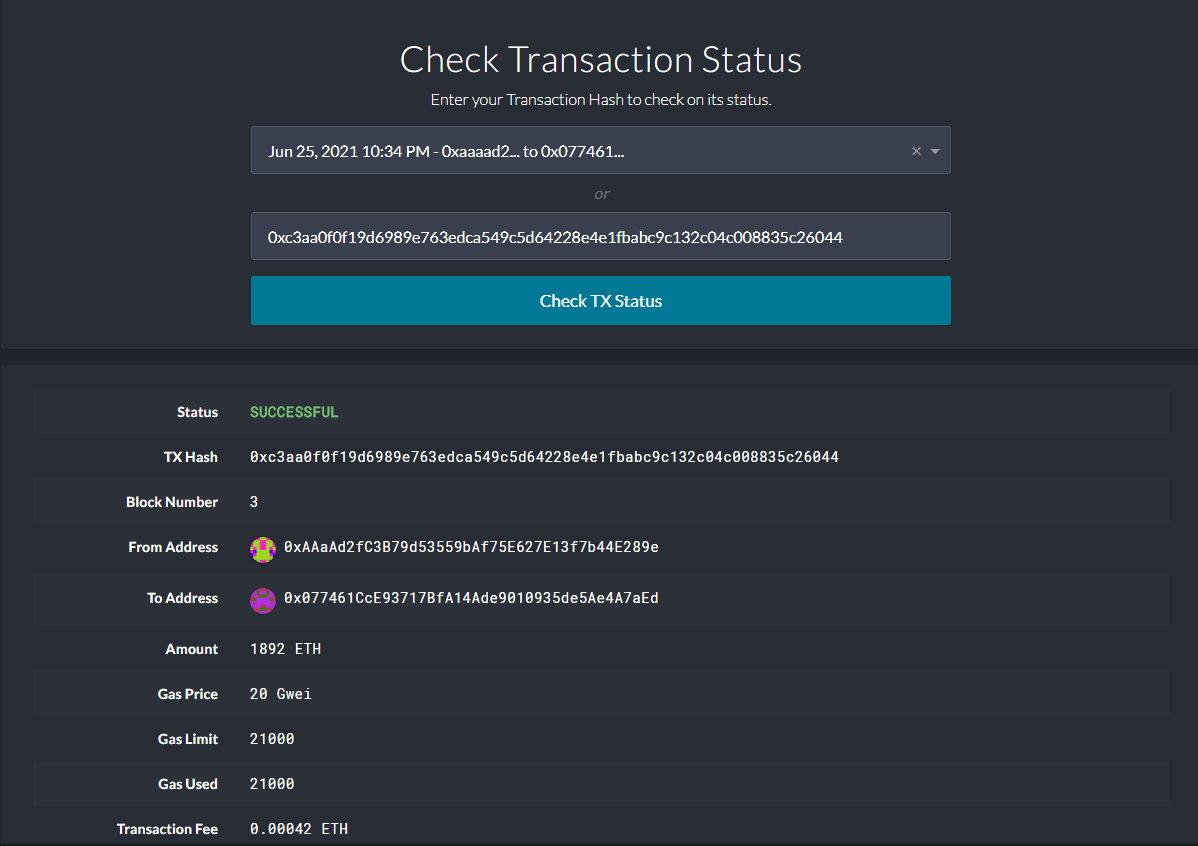 Check Transaction Status
Enter your Transaction Hash to check on its status.
Jun 25, 2021 10:34 PM - 0xaaaad2... to 0x077461...
or
0xc3aa0f0f19d6989e763edca549c5d64228e4e1fbabc9c132c04c008835c26044
Check TX Status
Status SUCCESSFUL
TX Hash 0xc3aa0f0f19d6989e763edca549c5d64228e4e1fbabc9c132c04c008835c26044
Block Number 3
From Address 0xAAaAd2fC3B79d53559bAf75E627E13f7b44E289e
To Address 0x077461CcE93717BfA14Ade9010935de5Ae4A7aEd
Amount 1892 ETH
Gas Price 20 Gwei
Gas Limit 21000
Gas Used 21000
Transaction Fee 0.00042 ETH